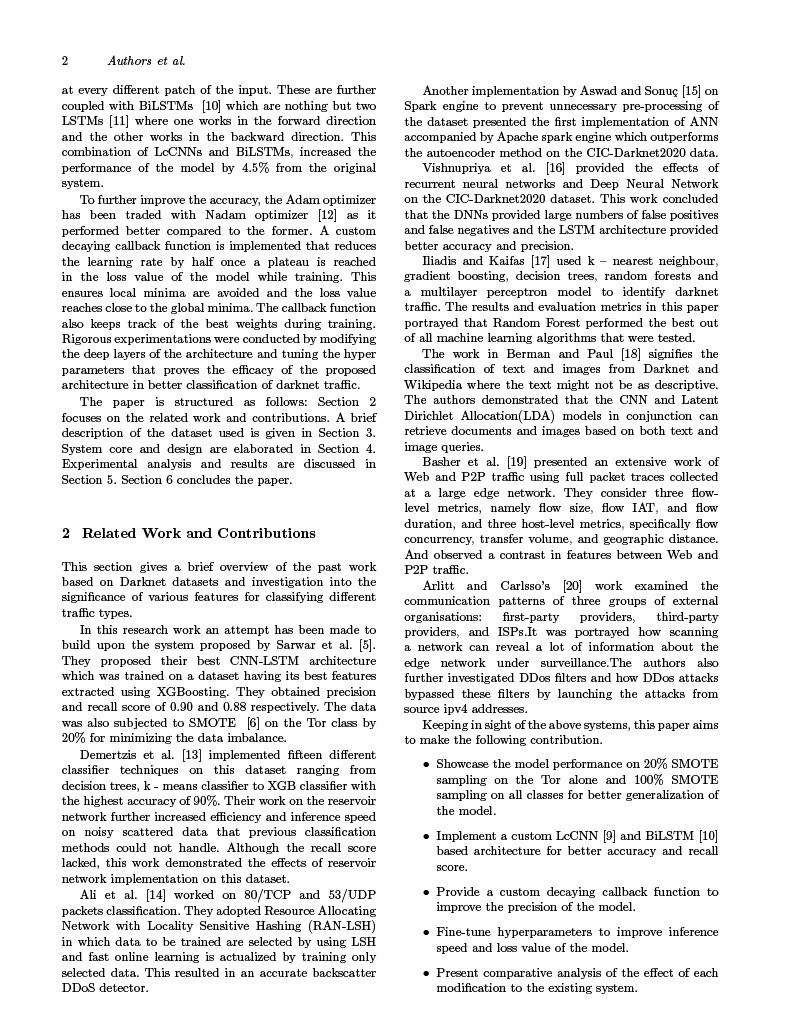 2 Authors et al.
at every different patch of the input. These are further
coupled with BiLSTMs [10] which are nothing but two
LSTMs [11] where one works in the forward direction
and the other works in the backward direction. This
combination of LcCNNs and BiLSTMs, increased the
performance of the model by 4.5% from the original
system.
To further improve the accuracy, the Adam optimizer
has been traded with Nadam optimizer [12] as it
performed better compared to the former. A custom
decaying callback function is implemented that reduces
the learning rate by half once a plateau is reached
in the loss value of the model while training. This
ensures local minima are avoided and the loss value
reaches close to the global minima. The callback function
also keeps track of the best weights during training.
Rigorous experimentations were conducted by modifying
the deep layers of the architecture and tuning the hyper
parameters that proves the efficacy of the proposed
architecture in better classification of darknet traffic.
The paper is structured as follows: Section 2
focuses on the related work and contributions. A brief
description of the dataset used is given in Section 3.
System core and design are elaborated in Section 4.
Experimental analysis and results are discussed in
Section 5. Section 6 concludes the paper.
2 Related Work and Contributions
This section gives a brief overview of the past work
based on Darknet datasets and investigation into the
significance of various features for classifying different
traffic types.
In this research work an attempt has been made to
build upon the system proposed by Sarwar et al. [5].
They proposed their best CNN-LSTM architecture
which was trained on a dataset having its best features
extracted using XGBoosting. They obtained precision
and recall score of 0.90 and 0.88 respectively. The data
was also subjected to SMOTE [6] on the Tor class by
20% for minimizing the data imbalance.
Demertzis et al. [13] implemented fifteen different
classifier techniques on this dataset ranging from
decision trees, k - means classifier to XGB classifier with
the highest accuracy of 90%. Their work on the reservoir
network further increased efficiency and inference speed
on noisy scattered data that previous classification
methods could not handle. Although the recall score
lacked, this work demonstrated the effects of reservoir
network implementation on this dataset.
Ali et al. [14] worked on 80/TCP and 53/UDP
packets classification. They adopted Resource Allocating
Network with Locality Sensitive Hashing (RAN-LSH)
in which data to be trained are selected by using LSH
and fast online learning is actualized by training only
selected data. This resulted in an accurate backscatter
DDoS detector.
Another implementation by Aswad and Sonuç [15] on
Spark engine to prevent unnecessary pre-processing of
the dataset presented the first implementation of ANN
accompanied by Apache spark engine which outperforms
the autoencoder method on the CIC-Darknet2020 data.
Vishnupriya et al. [16] provided the effects of
recurrent neural networks and Deep Neural Network
on the CIC-Darknet2020 dataset. This work concluded
that the DNNs provided large numbers of false positives
and false negatives and the LSTM architecture provided
better accuracy and precision.
Iliadis and Kaifas [17] used k – nearest neighbour,
gradient boosting, decision trees, random forests and
a multilayer perceptron model to identify darknet
traffic. The results and evaluation metrics in this paper
portrayed that Random Forest performed the best out
of all machine learning algorithms that were tested.
The work in Berman and Paul [18] signifies the
classification of text and images from Darknet and
Wikipedia where the text might not be as descriptive.
The authors demonstrated that the CNN and Latent
Dirichlet Allocation(LDA) models in conjunction can
retrieve documents and images based on both text and
image queries.
Basher et al. [19] presented an extensive work of
Web and P2P traffic using full packet traces collected
at a large edge network. They consider three flow-
level metrics, namely flow size, flow IAT, and flow
duration, and three host-level metrics, specifically flow
concurrency, transfer volume, and geographic distance.
And observed a contrast in features between Web and
P2P traffic.
Arlitt and Carlsso's [20] work examined the
communication patterns of three groups of external
organisations: first-party providers, third-party
providers, and ISPs.It was portrayed how scanning
a network can reveal a lot of information about the
edge network under surveillance.The authors also
further investigated DDos filters and how DDos attacks
bypassed these filters by launching the attacks from
source ipv4 addresses.
Keeping in sight of the above systems, this paper aims
to make the following contribution.
• Showcase the model performance on 20% SMOTE
sampling on the Tor alone and 100% SMOTE
sampling on all classes for better generalization of
the model.
• Implement a custom LcCNN [9] and BiLSTM [10]
based architecture for better accuracy and recall
score.
• Provide a custom decaying callback function to
improve the precision of the model.
• Fine-tune hyperparameters to improve inference
speed and loss value of the model.
• Present comparative analysis of the effect of each
modification to the existing system.